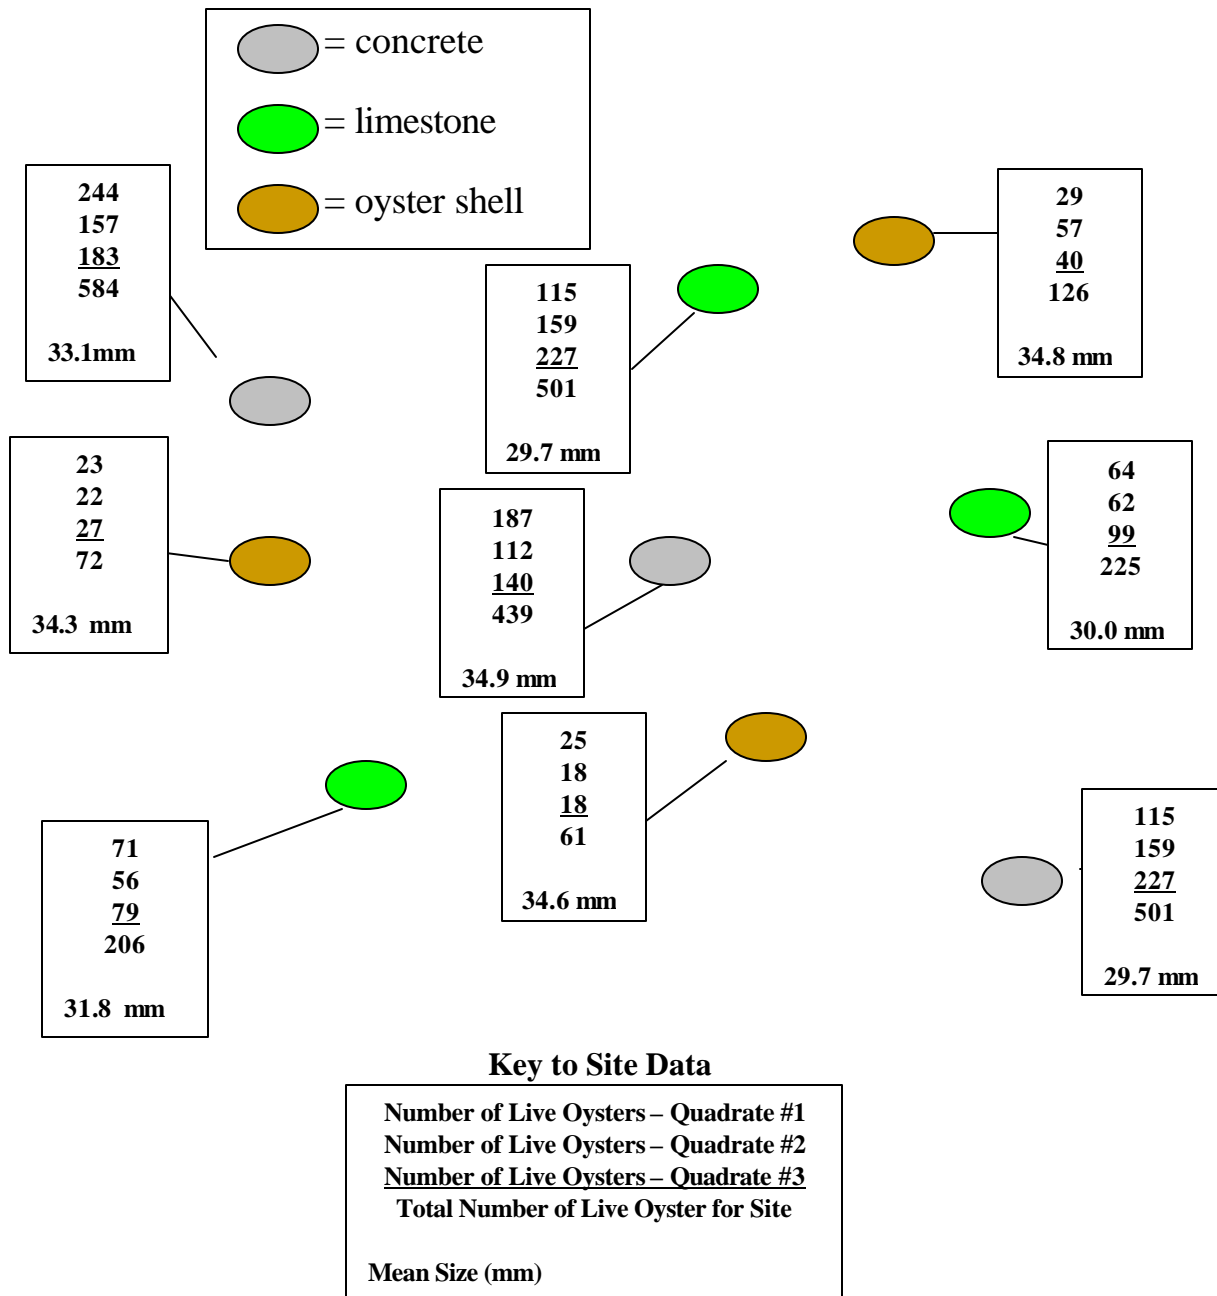 = concrete
= limestone
= oyster shell
244
157
183
584
33.1mm
115
159
227
501
29.7 mm
29
57
40
126
34.8 mm
23
22
27
72
34.3 mm
187
112
140
439
34.9 mm
64
62
99
225
30.0 mm
71
56
79
206
31.8 mm
25
18
18
61
34.6 mm
115
159
227
501
29.7 mm
Key to Site Data
Number of Live Oysters – Quadrate #1
Number of Live Oysters – Quadrate #2
Number of Live Oysters – Quadrate #3
Total Number of Live Oyster for Site
Mean Size (mm)